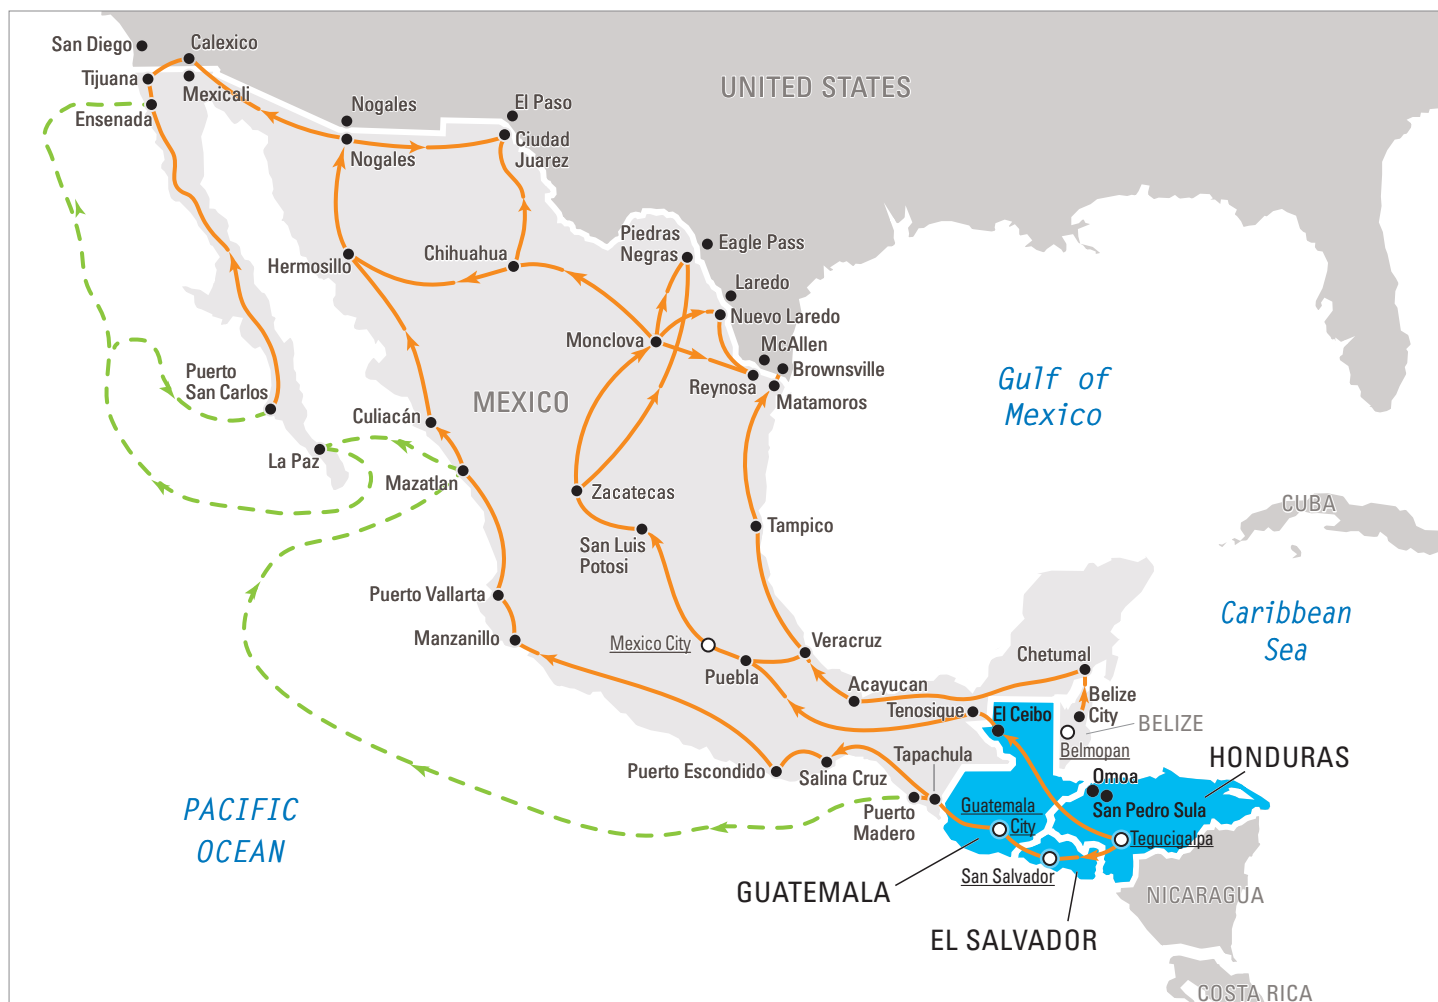 San Diego
Calexico
Tijuana
Mexicali
Ensenada
Nogales
Nogales
El Paso
Ciudad
Juarez
UNITED STATES
Piedras
Negras
Eagle Pass
Chihuahua
Hermosillo
Laredo
Nuevo Laredo
Monclova
McAllen
Brownsville
Reynosa
Matamoros
Gulf of
Mexico
Puerto
San Carlos
MEXICO
Culiacán
La Paz
Mazatlan
Zacatecas
CUBA
Tampico
San Luis
Potosi
Puerto Vallarta
Caribbean
Sea
Manzanillo
Mexico City
Veracruz
Chetumal
Puebla
Acayucan
Tenosique
El Ceibo
Belize
City
BELIZE
Belmopan
HONDURAS
Tapachula
Puerto Escondido
Salina Cruz
Omoa
San Pedro Sula
PACIFIC
OCEAN
Puerto
Madero
Guatemala
City
Tegucigalpa
San Salvador
GUATEMALA
NICARAGUA
EL SALVADOR
COSTA RICA